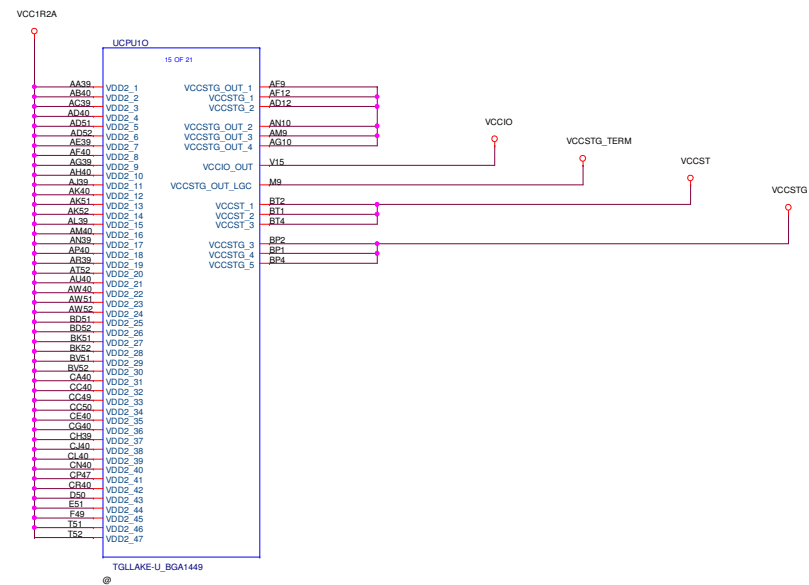 VCC1R2A
UCPU1O
15 OF 21
AA39 VDD2_1 VCCSTG_OUT_1 AF9
AB40 VDD2_2 VCCSTG_1 AF12
AC39 VDD2_3 VCCSTG_2 AD12
AD40 VDD2_4
AD51 VDD2_5 VCCSTG_OUT_2 AN10
AD52 VDD2_6 VCCSTG_OUT_3 AM9
AE39 VDD2_7 VCCSTG_OUT_4 AG10
VCCIO
AF40 VDD2_8
AG39 VDD2_9 VCCIO_OUT V15
VCCSTG_TERM
AH40 VDD2_10
AJ39 VDD2_11 VCCSTG_OUT_LGC M9
VCCST
AK40 VDD2_12
AK51 VDD2_13 VCCST_1 BT2
AK52 VDD2_14 VCCST_2 BT1
AL39 VDD2_15 VCCST_3 BT4
VCCSTG
AM40 VDD2_16
AN39 VDD2_17 VCCSTG_3 BP2
AP40 VDD2_18 VCCSTG_4 BP1
AR39 VDD2_19 VCCSTG_5 BP4
AT52 VDD2_20
AU40 VDD2_21
AW40 VDD2_22
AW51 VDD2_23
AW52 VDD2_24
BD51 VDD2_25
BD52 VDD2_26
BK51 VDD2_27
BK52 VDD2_28
BV51 VDD2_29
BV52 VDD2_30
CA40 VDD2_31
CC40 VDD2_32
CC49 VDD2_33
CC50 VDD2_34
CE40 VDD2_35
CG40 VDD2_36
CH39 VDD2_37
CJ40 VDD2_38
CL40 VDD2_39
CN40 VDD2_40
CP47 VDD2_41
CR40 VDD2_42
D50 VDD2_43
E51 VDD2_44
F49 VDD2_45
T51 VDD2_46
T52 VDD2_47
TGLLAKE-U_BGA1449
@